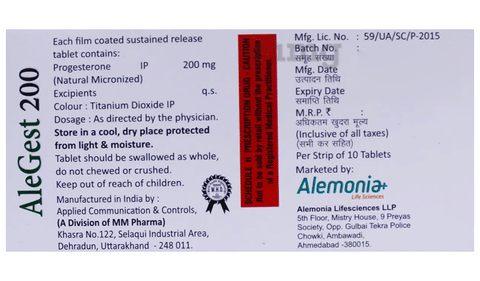 AleGest 200
Each film coated sustained release
tablet contains:
Progesterone IP 200 mg
(Natural Micronized)
Excipients q.s.
Colour : Titanium Dioxide IP
Dosage : As directed by the physician.
Store in a cool, dry place protected
from light & moisture.
Tablet should be swallowed as whole,
do not chewed or crushed.
Keep out of reach of children.
Manufactured in India by :
Applied Communication & Controls,
(A Division of MM Pharma)
Khasra No.122, Selaqui Industrial Area,
Dehradun, Uttarakhand - 248 011.
SCHEDULE H PRESCRIPTION DRUG - CAUTION
Not to be sold by retail without the prescription
of a Registered Medical Practitioner.
Mfg. Lic. No. : 59/UA/SC/P-2015
Batch No. :
समूह संख्या
Mfg. Date
उत्पादन तिथि
Expiry Date
समाप्ति तिथि
M.R.P. ₹ :
अधिकतम खुदरा मूल्य
(Inclusive of all taxes)
(सभी कर सहित)
Per Strip of 10 Tablets
Marketed by:
Alemonia+
Life Sciences
Alemonia Lifesciences LLP
5th Floor, Mistry House, 9 Preyas
Society, Opp. Gulbai Tekra Police
Chowki, Ambawadi,
Ahmedabad -380015.